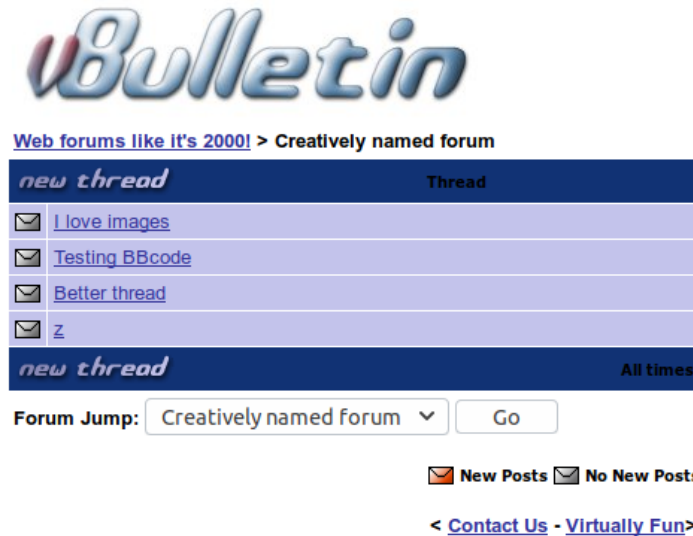 vBulletin
Web forums like it's 2000! > Creatively named forum
new thread Thread
I love images
Testing BBcode
Better thread
z
new thread All times
Forum Jump: Creatively named forum Go
New Posts No New Posts
< Contact Us - Virtually Fun>